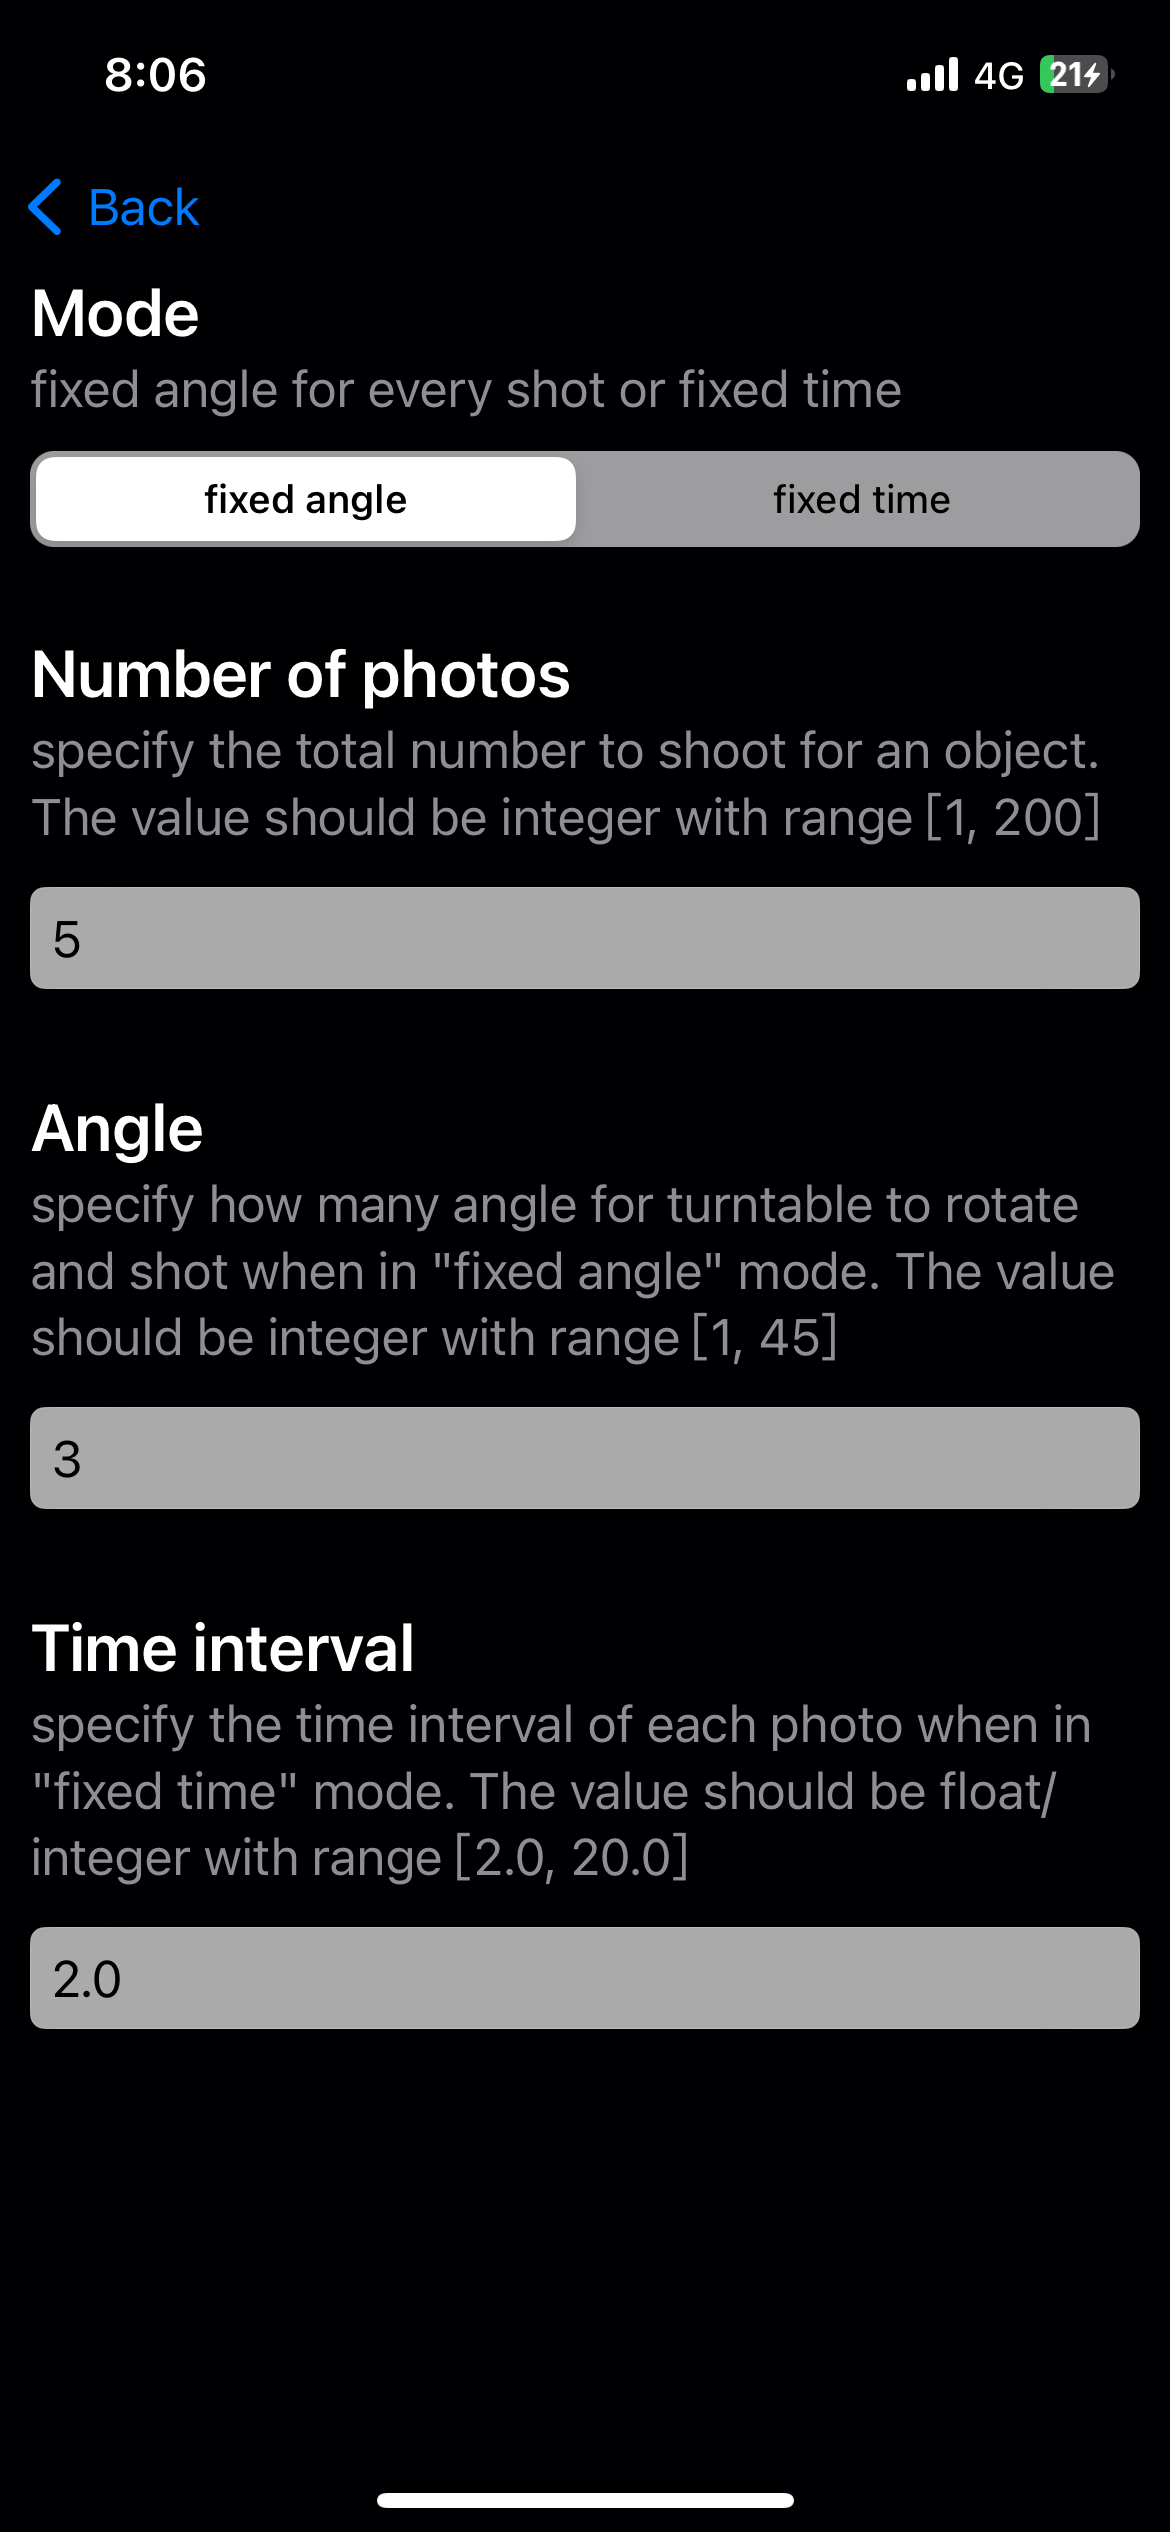 8:06
4G
21
Back
Mode
fixed angle for every shot or fixed time
fixed angle
fixed time
Number of photos
specify the total number to shoot for an object.
The value should be integer with range [1, 200]
5
Angle
specify how many angle for turntable to rotate
and shot when in "fixed angle" mode. The value
should be integer with range [1, 45]
3
Time interval
specify the time interval of each photo when in
"fixed time" mode. The value should be float/
integer with range [2.0, 20.0]
2.0